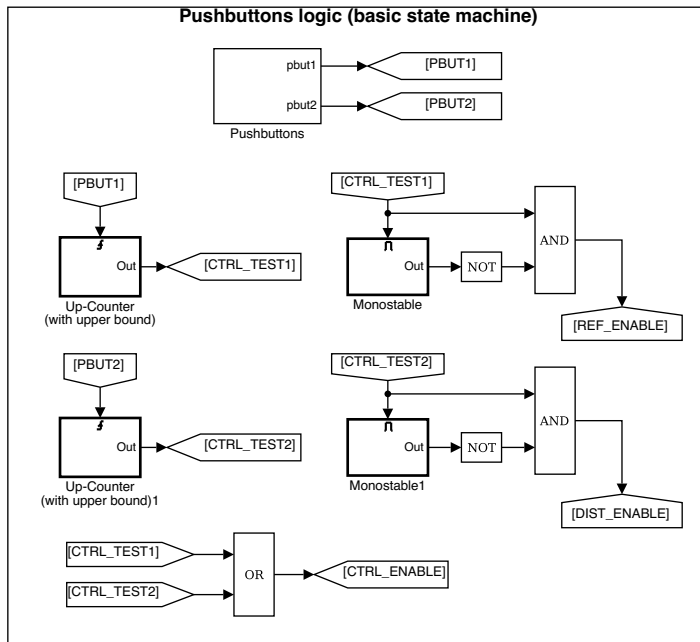 Pushbuttons logic (basic state machine)
pbut1
[PBUT1]
pbut2
[PBUT2]
Pushbuttons
[PBUT1]
Out
[CTRL_TEST1]
Up-Counter
(with upper bound)
[CTRL_TEST1]
Out
NOT
AND
Monostable
[REF_ENABLE]
[PBUT2]
Out
[CTRL_TEST2]
Up-Counter
(with upper bound)1
[CTRL_TEST2]
Out
NOT
AND
Monostable1
[DIST_ENABLE]
[CTRL_TEST1]
[CTRL_TEST2]
OR
[CTRL_ENABLE]